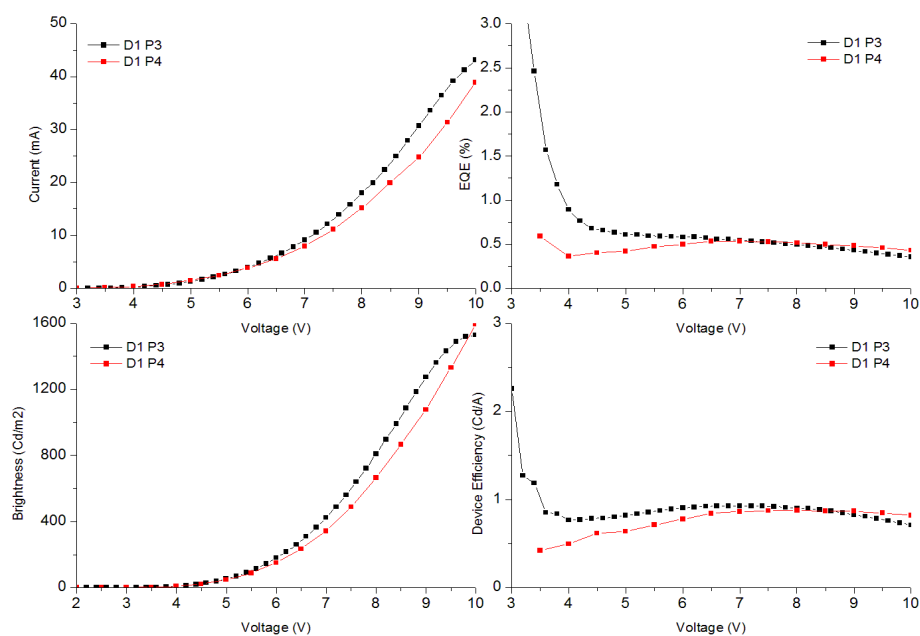 50
40
30
20
10
0
Current (mA)
D1 P3
D1 P4
2 3 4 5 6 7 8 9 10
Voltage (V)
3.0
2.5
2.0
1.5
1.0
0.5
0.0
EQE (%)
D1 P3
D1 P4
3 4 5 6 7 8 9 10
Voltage (V)
1600
1200
800
400
0
Brightness (Cd/m2)
D1 P3
D1 P4
2 3 4 5 6 7 8 9 10
Voltage (V)
3
2
1
0
Device Efficiency (Cd/A)
D1 P3
D1 P4
3 4 5 6 7 8 9 10
Voltage (V)